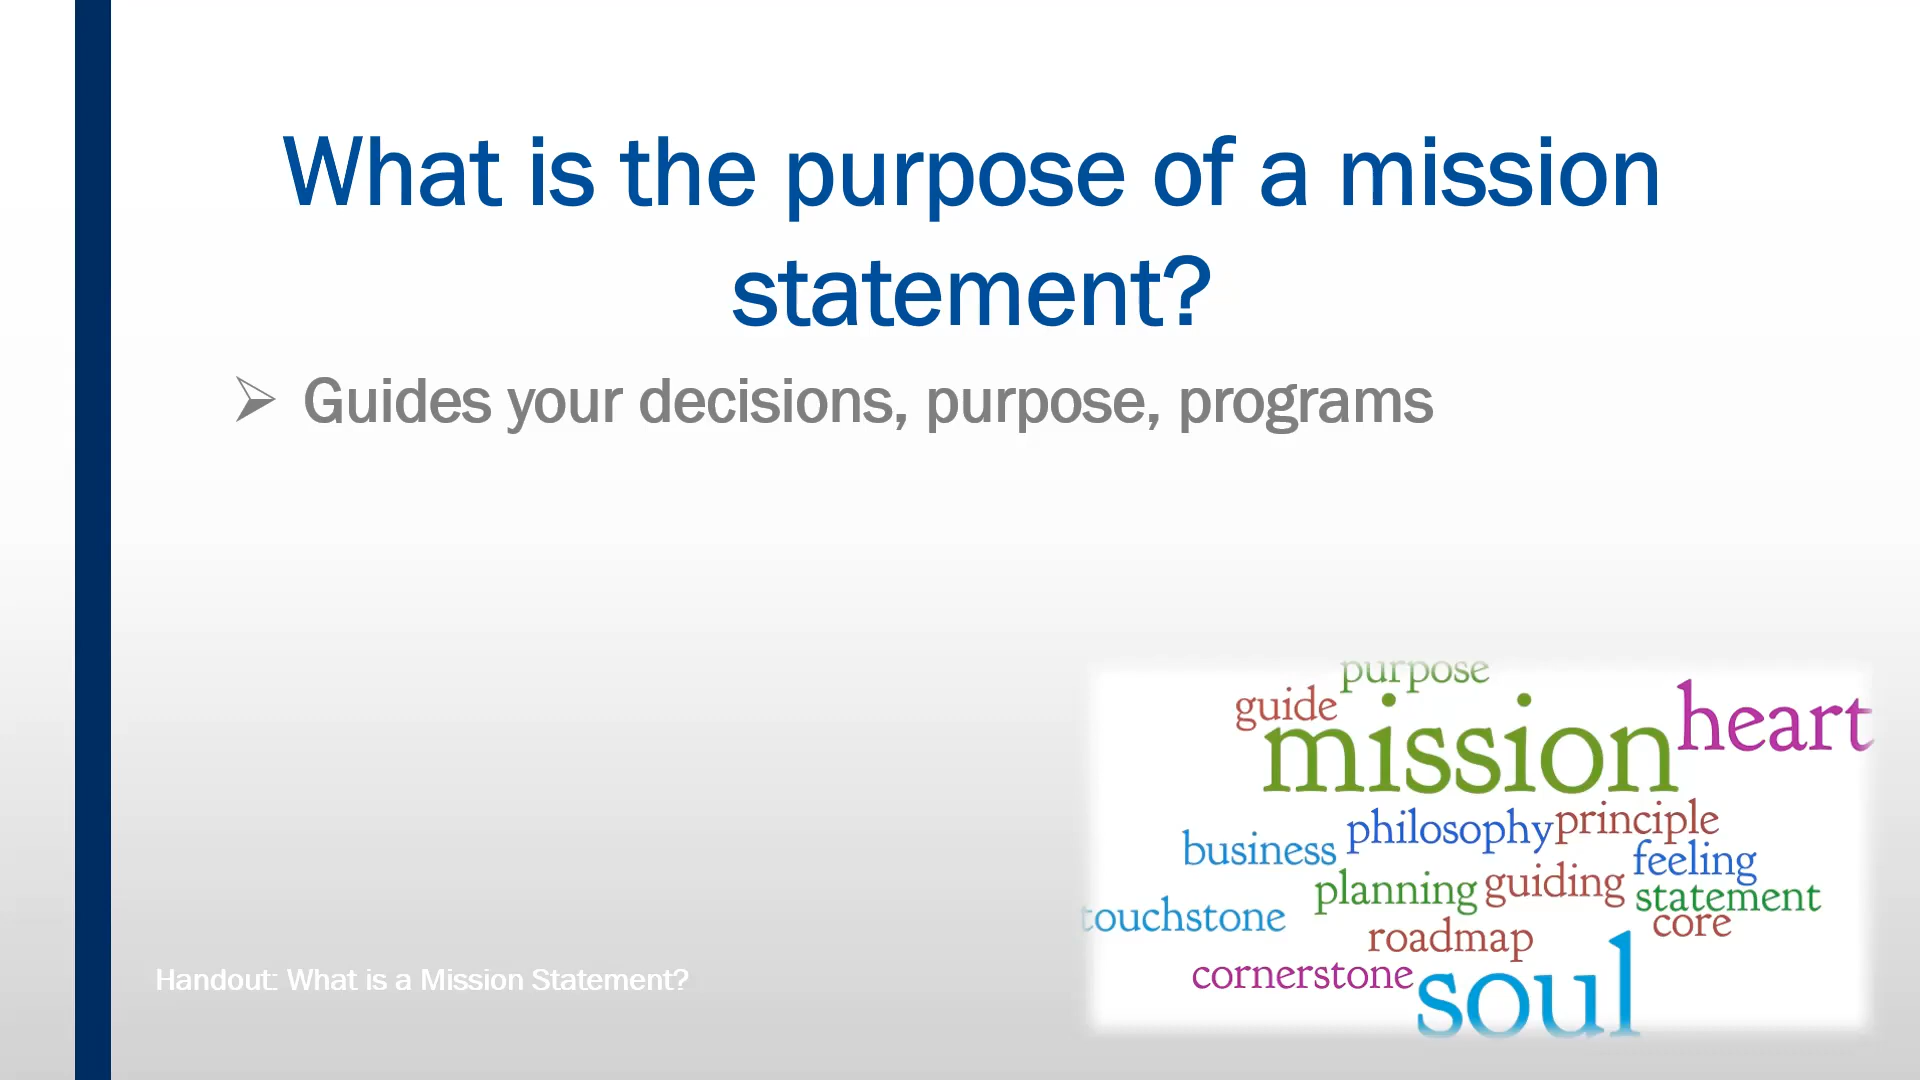 What is the purpose of a mission
statement?
Guides your decisions, purpose, programs
purpose
guide
heart
mission
philosophy
principle
business
feeling
planning
guiding
statement
touchstone
core
roadmap
cornerstone
soul
Handout: What is a Mission Statement?